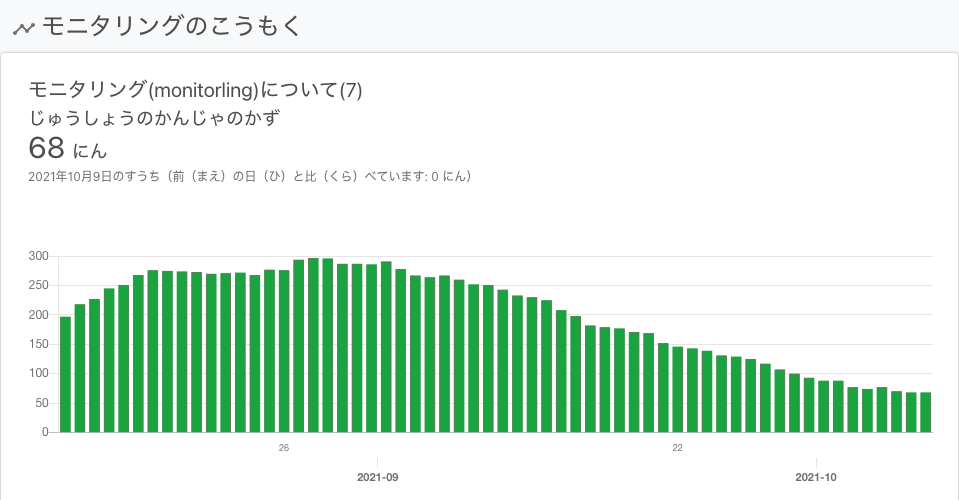 モニタリングのこうもく
モニタリング(monitorling)について(7)
じゅうしょうのかんじゃのかず
68 にん
2021年10月9日のすうち（前（まえ）の日（ひ）と比（くら）べています: 0 にん）
300
250
200
150
100
50
0
26 22
2021-09 2021-10